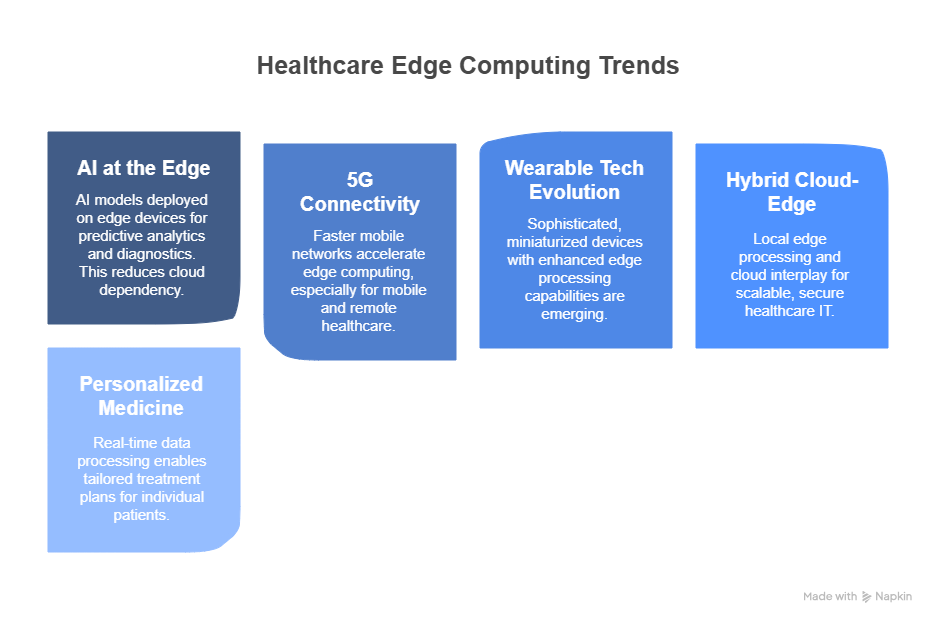 Healthcare Edge Computing Trends
AI at the Edge
AI models deployed
on edge devices for
predictive analytics
and diagnostics.
This reduces cloud
dependency.
5G
Connectivity
Faster mobile
networks accelerate
edge computing,
especially for mobile
and remote
healthcare.
Wearable Tech
Evolution
Sophisticated,
miniaturized devices
with enhanced edge
processing
capabilities are
emerging.
Hybrid Cloud-
Edge
Local edge
processing and
cloud interplay for
scalable, secure
healthcare IT.
Personalized
Medicine
Real-time data
processing enables
tailored treatment
plans for individual
patients.
Made with Napkin